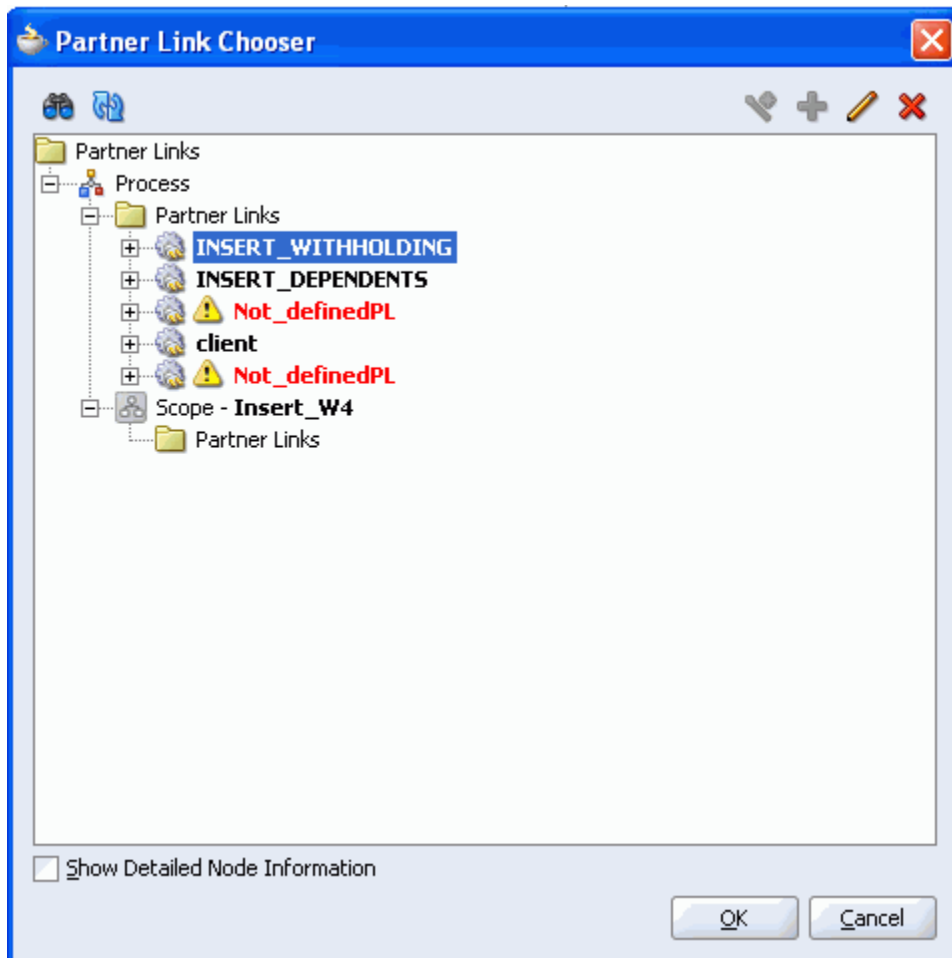 Partner Link Chooser
Partner Links
Process
Partner Links
INSERT_WITHHOLDING
INSERT_DEPENDENTS
Not_definedPL
client
Not_definedPL
Scope - Insert_W4
Partner Links
Show Detailed Node Information
OK
Cancel